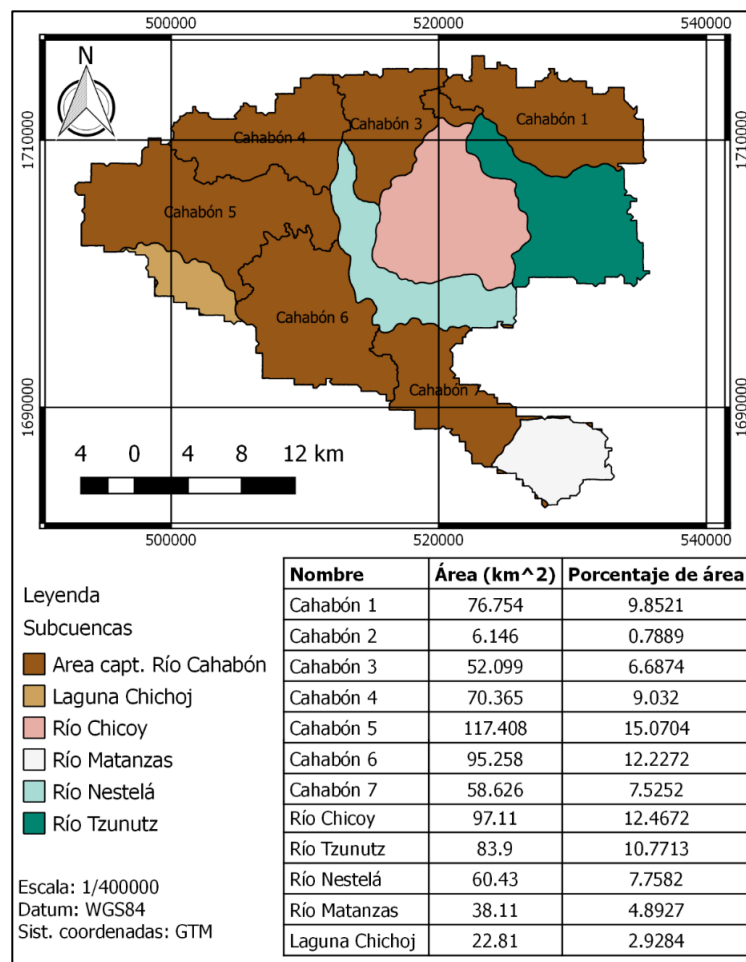 500000 520000 540000
N
1710000
1710000
Cahabón 1
Cahabón 3
Cahabón 4
Cahabón 5
Cahabón 6
Cahabón 7
1690000
1690000
4 0 4 8 12 km
500000 520000 540000
Leyenda
Subcuencas
Area capt. Río Cahabón
Laguna Chichoj
Río Chicoy
Río Matanzas
Río Nestelá
Río Tzunutz
Escala: 1/400000
Datum: WGS84
Sist. coordenadas: GTM
Nombre Área (km^2) Porcentaje de área
Cahabón 1 76.754 9.8521
Cahabón 2 6.146 0.7889
Cahabón 3 52.099 6.6874
Cahabón 4 70.365 9.032
Cahabón 5 117.408 15.0704
Cahabón 6 95.258 12.2272
Cahabón 7 58.626 7.5252
Río Chicoy 97.11 12.4672
Río Tzunutz 83.9 10.7713
Río Nestelá 60.43 7.7582
Río Matanzas 38.11 4.8927
Laguna Chichoj 22.81 2.9284